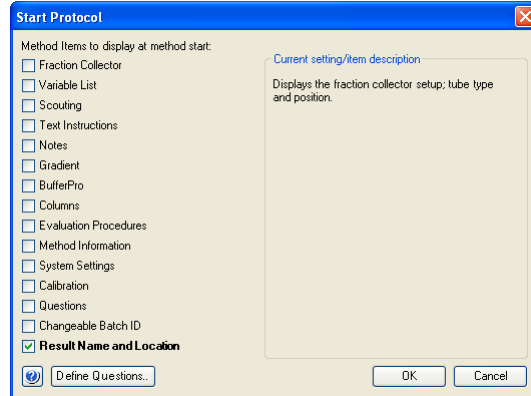 Start Protocol
Method Items to display at method start:
Fraction Collector
Variable List
Scouting
Text Instructions
Notes
Gradient
BufferPro
Columns
Evaluation Procedures
Method Information
System Settings
Calibration
Questions
Changeable Batch ID
Result Name and Location
Current setting/item description
Displays the fraction collector setup; tube type
and position.
?
Define Questions..
OK
Cancel